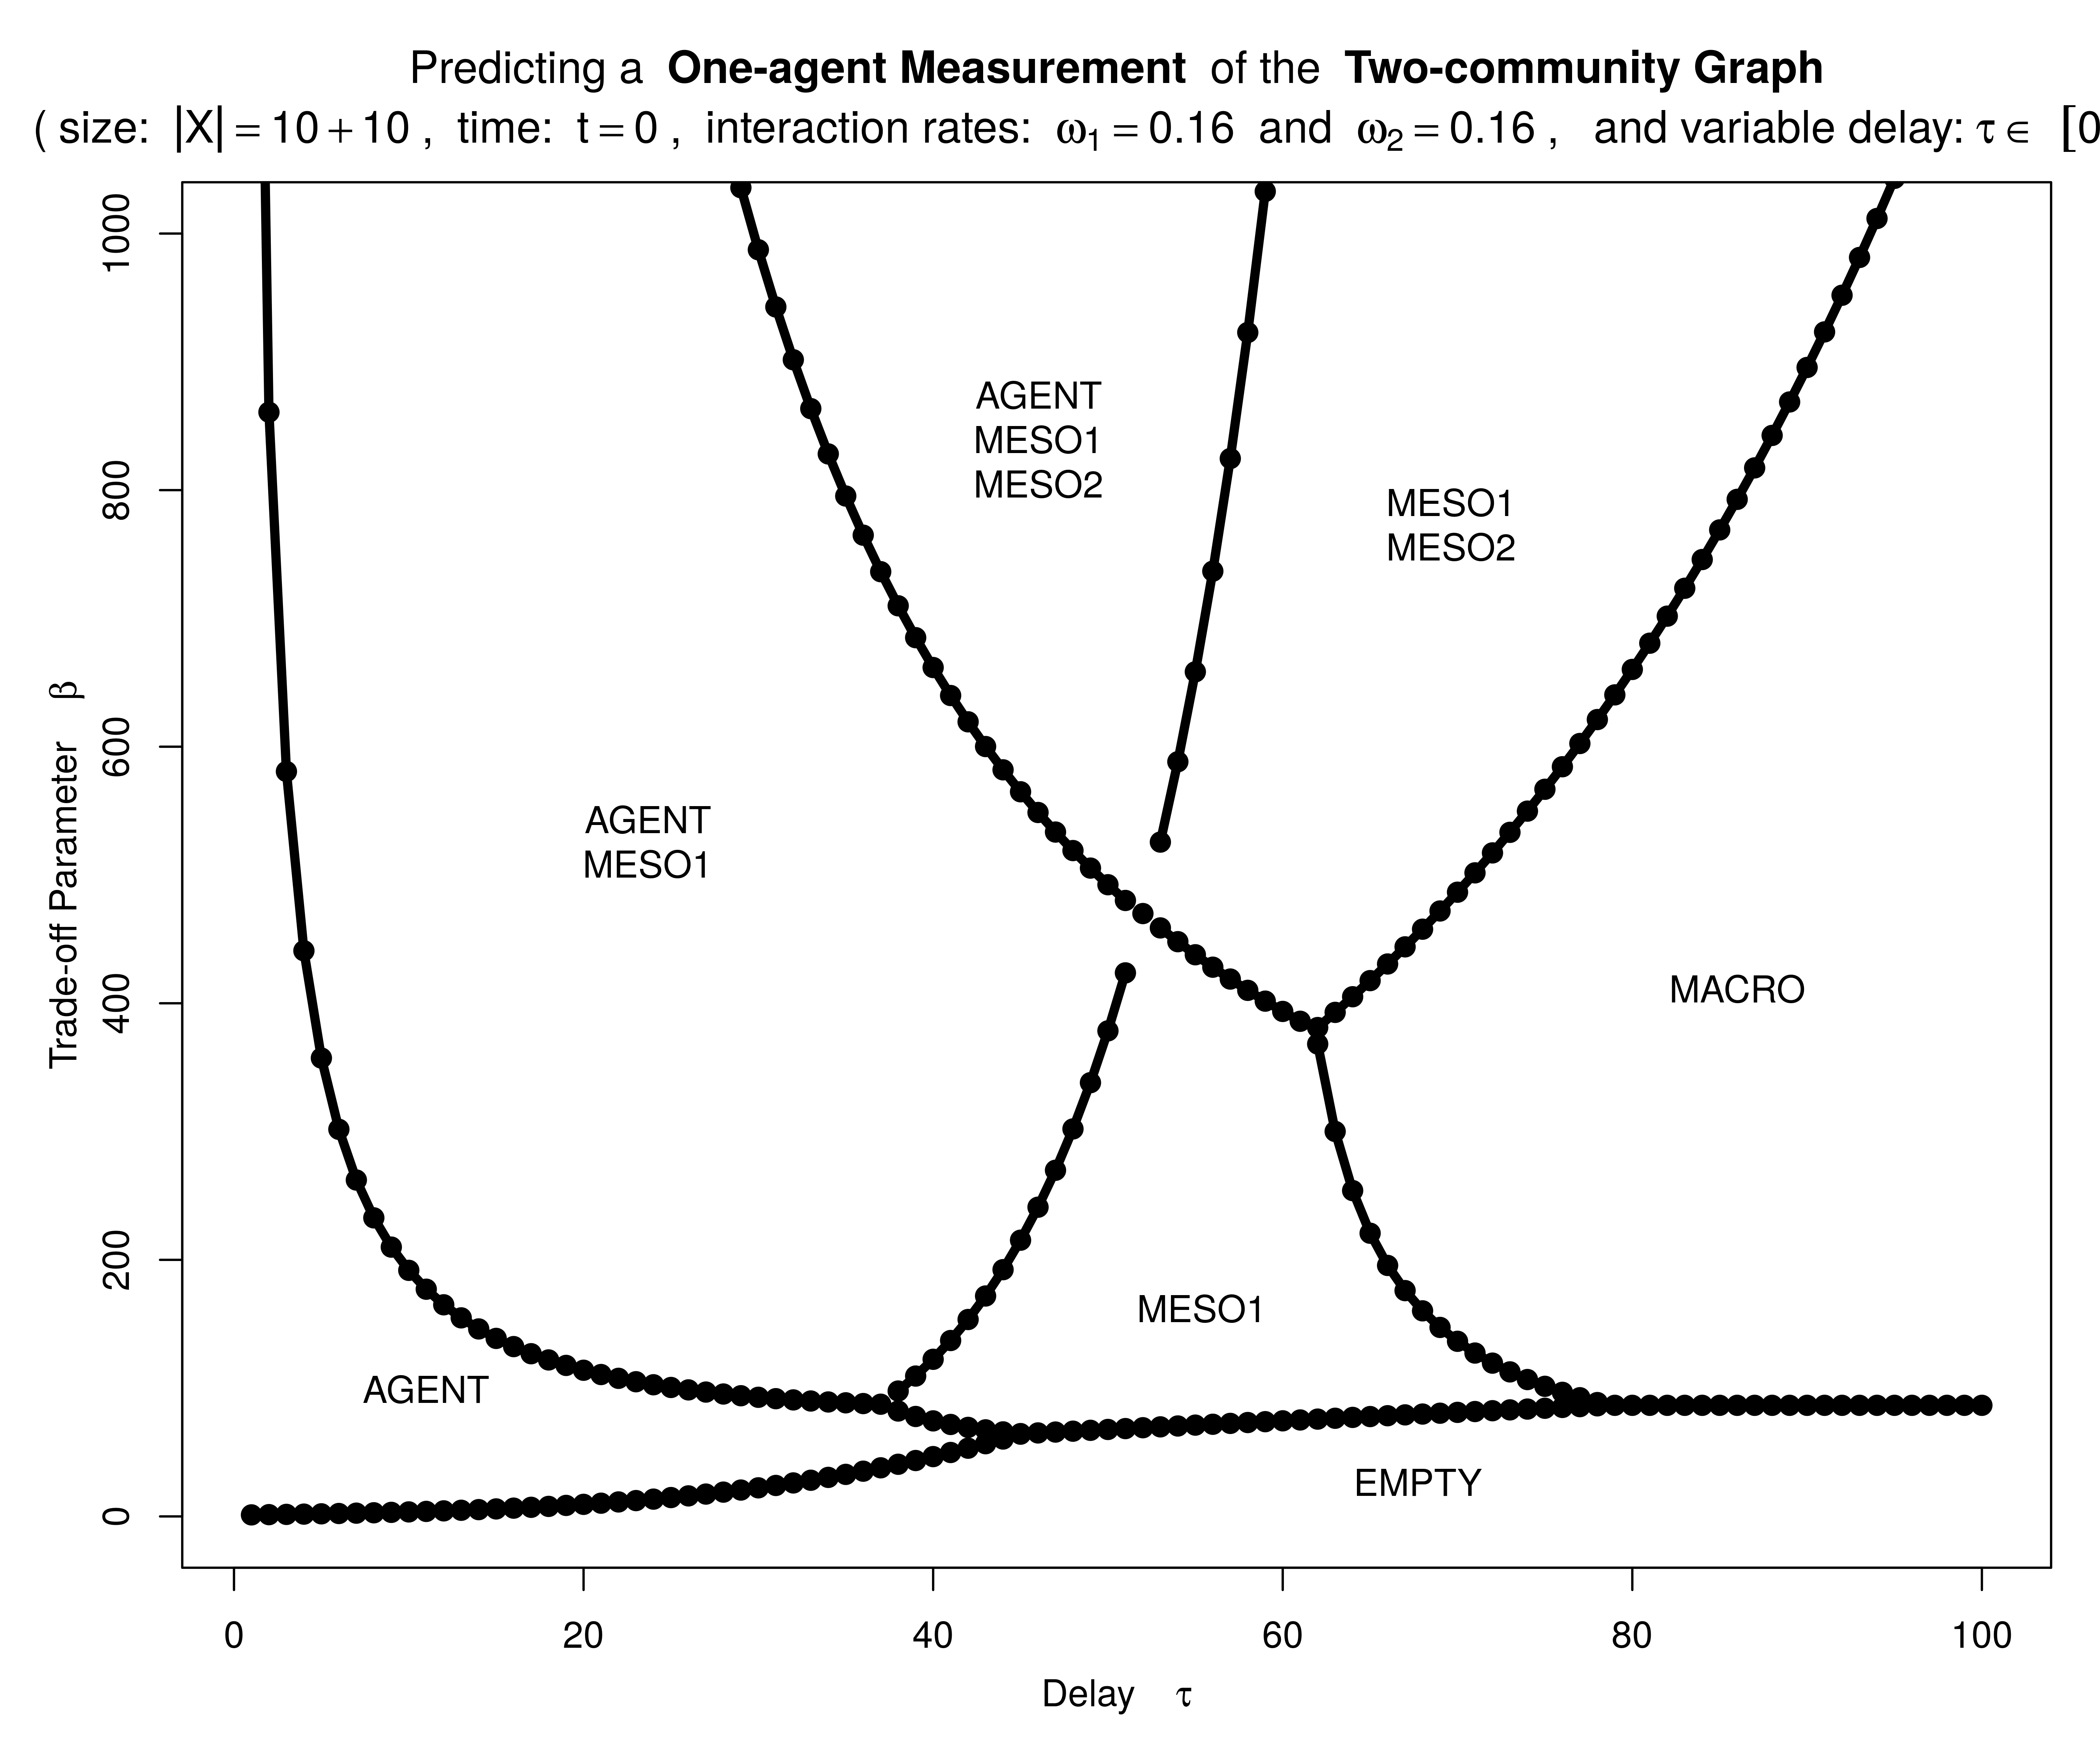 Predicting a One-agent Measurement of the Two-community Graph
( size: |X| = 10 + 10 , time: t = 0 , interaction rates: ω1 = 0.16 and ω2 = 0.16 , and variable delay: τ ∈ [0
1000
800
600
400
200
0
Trade-off Parameter β
AGENT
MESO1
MESO2
MESO1
MESO2
AGENT
MESO1
MACRO
MESO1
AGENT
EMPTY
0 20 40 60 80 100
Delay τ